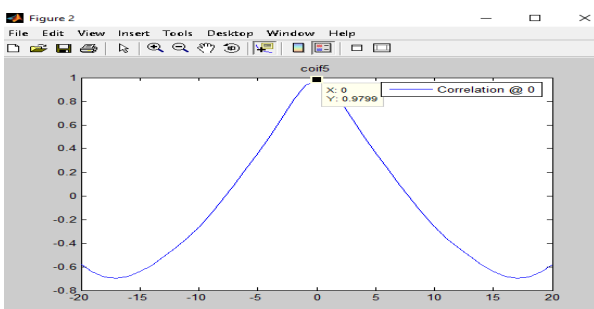 Figure 2
File Edit View Insert Tools Desktop Window Help
coif5
X: 0
Y: 0.9799
Correlation @ 0
1
0.8
0.6
0.4
0.2
0
-0.2
-0.4
-0.6
-0.8
-20 -15 -10 -5 0 5 10 15 20